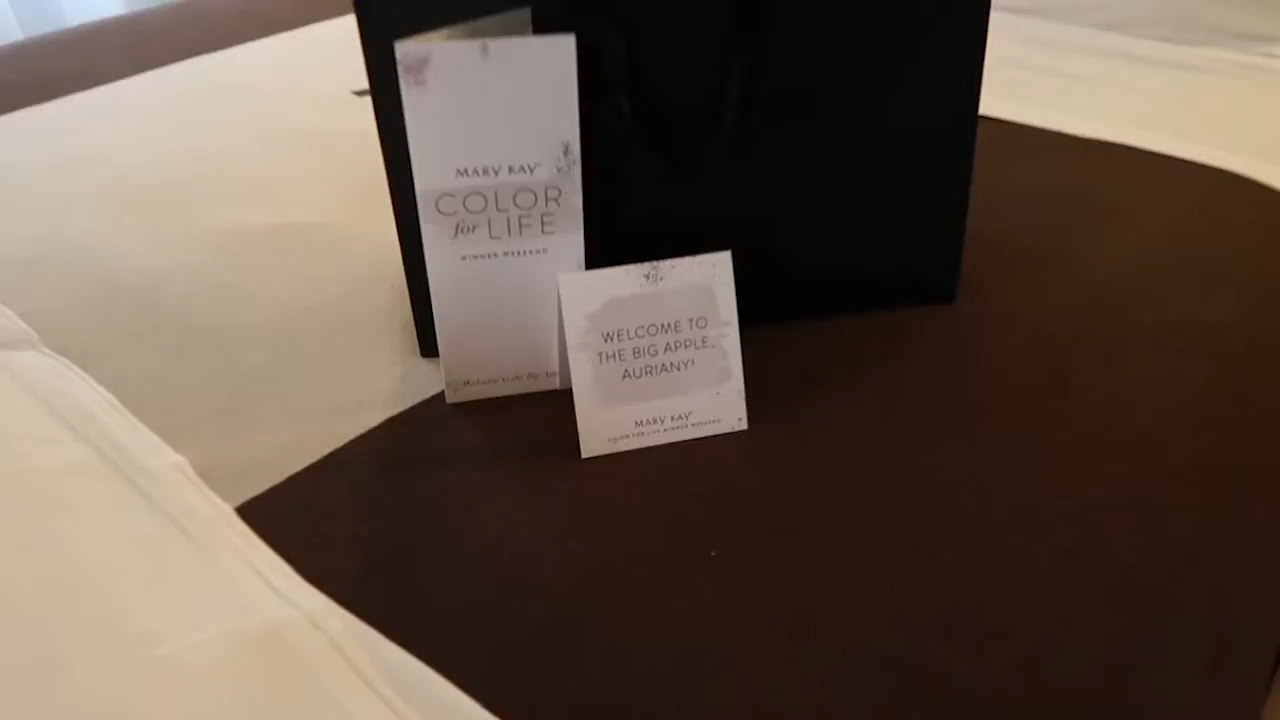 MARY KAY
COLOR
for LIFE
WINNER WEEKEND
WELCOME TO
THE BIG APPLE,
AURIANY!
MARY KAY
COLOR FOR LIFE WINNER WEEKEND